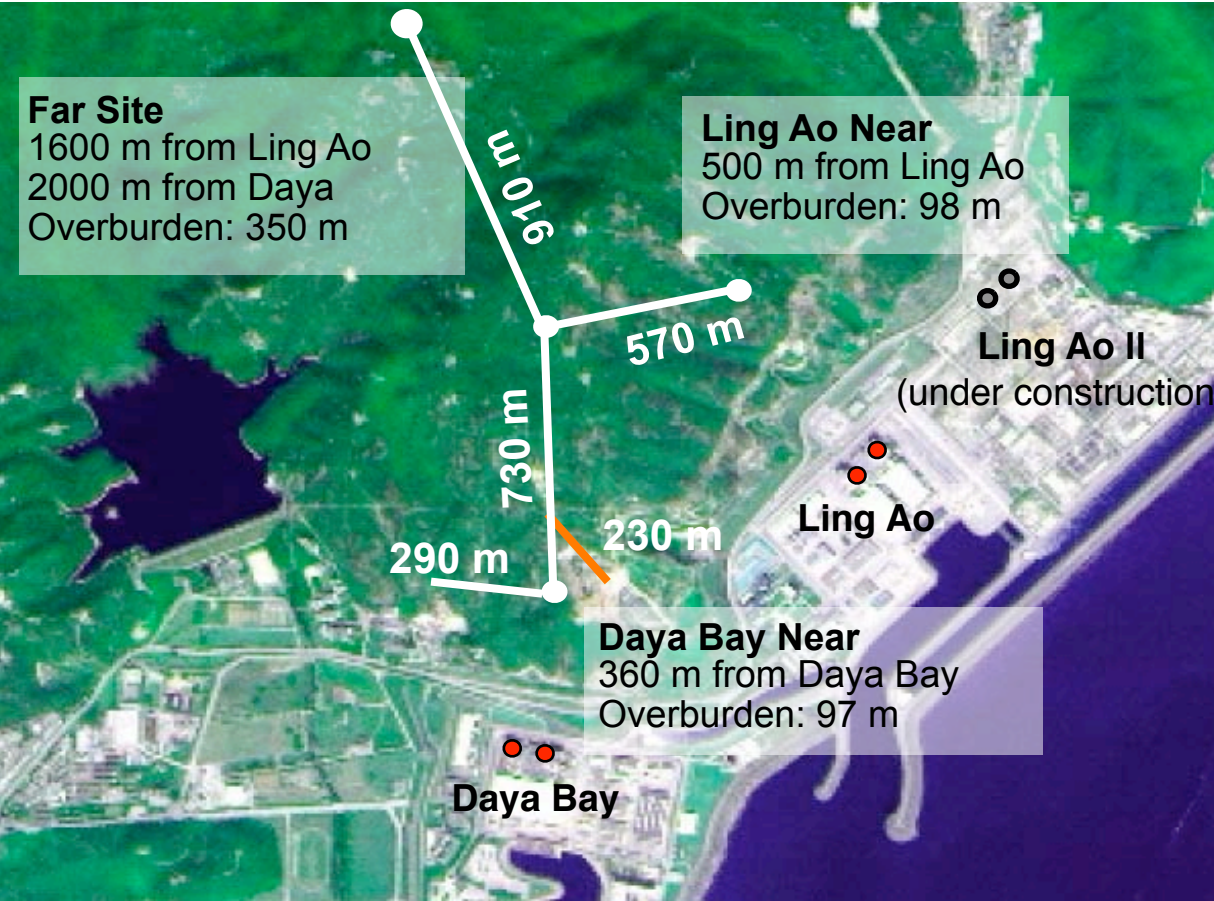 Far Site
1600 m from Ling Ao
2000 m from Daya
Overburden: 350 m
910 m
Ling Ao Near
500 m from Ling Ao
Overburden: 98 m
570 m
Ling Ao II
(under construction
730 m
Ling Ao
290 m
230 m
Daya Bay Near
360 m from Daya Bay
Overburden: 97 m
Daya Bay